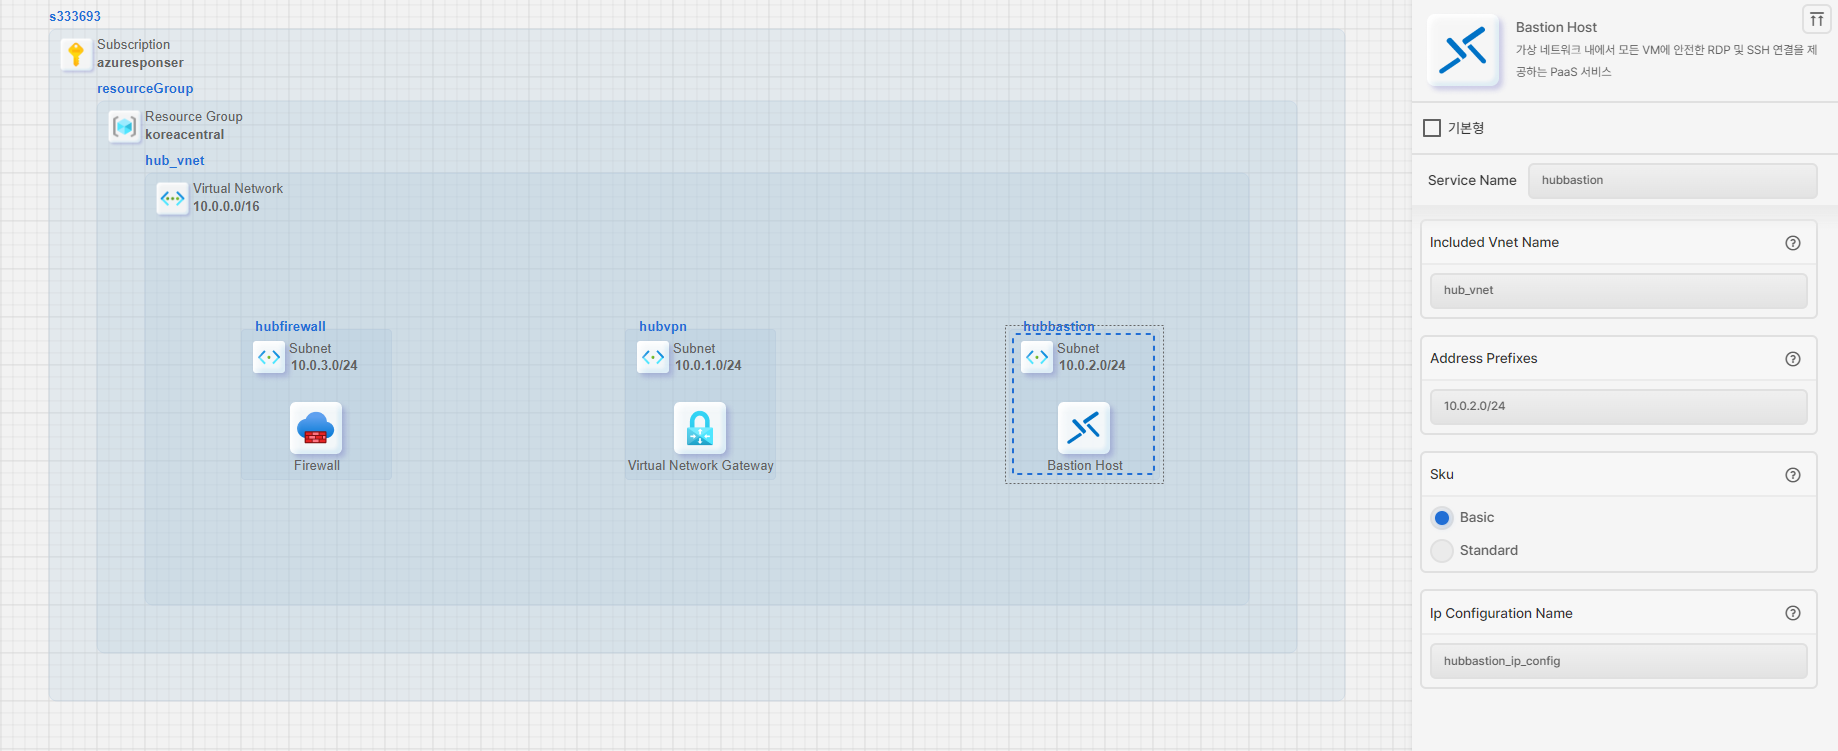 s333693
Subscription
azuresponser
resourceGroup
Resource Group
koreacentral
hub_vnet
Virtual Network
10.0.0.0/16
hubfirewall
Subnet
10.0.3.0/24
Firewall
hubvpn
Subnet
10.0.1.0/24
Virtual Network Gateway
hubbastion
Subnet
10.0.2.0/24
Bastion Host
Bastion Host
가상 네트워크 내에서 모든 VM에 안전한 RDP 및 SSH 연결을 제
공하는 PaaS 서비스
기본형
Service Name
hubbastion
Included Vnet Name
hub_vnet
Address Prefixes
10.0.2.0/24
Sku
Basic
Standard
Ip Configuration Name
hubbastion_ip_config